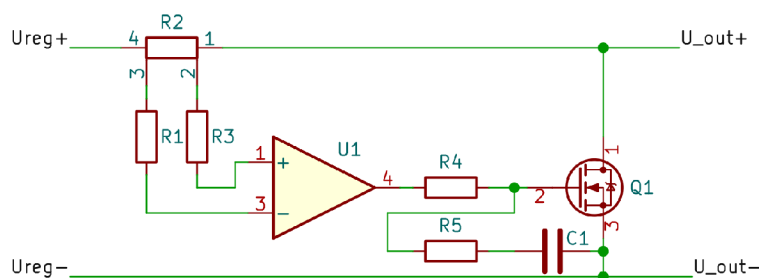 R2
Ureg+ 4 1 U_out+
3 2
R1 R3 1
U1
1 + R4 Q1
4 2
3 − 3
R5 C1
Ureg− U_out−